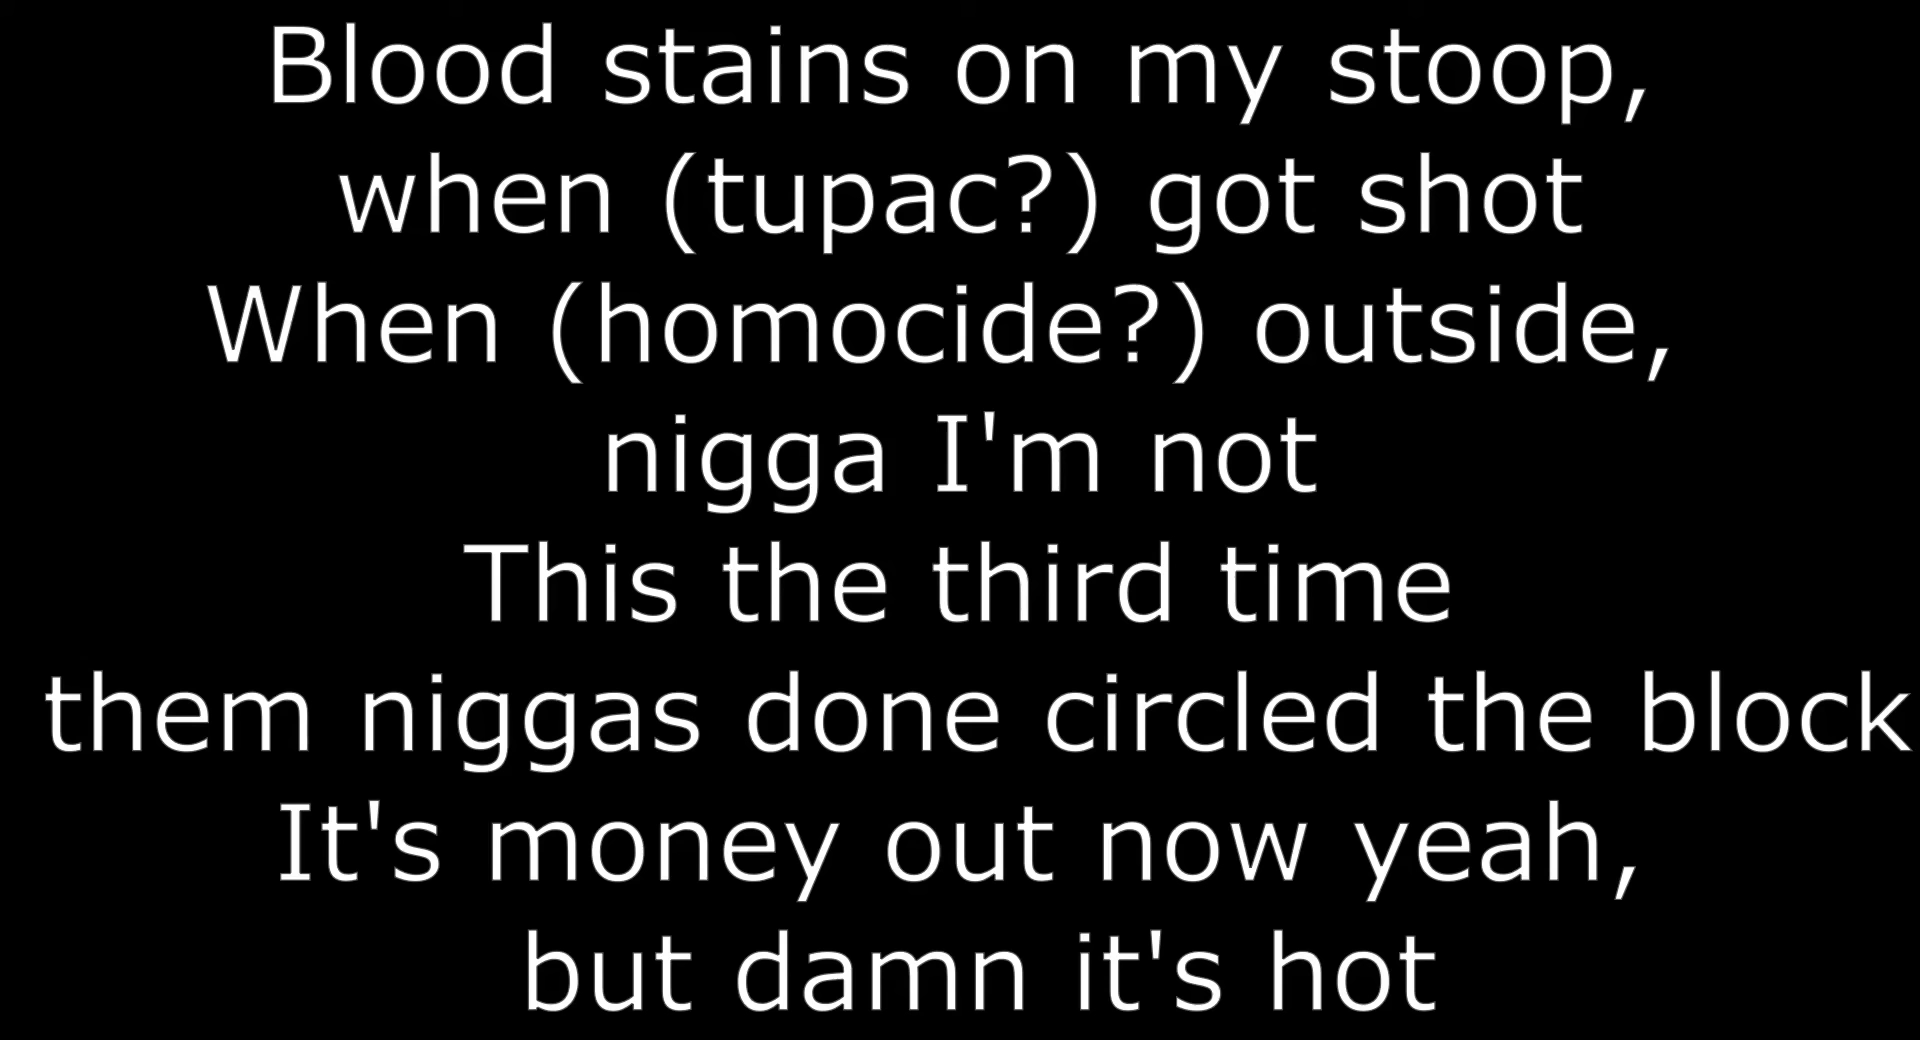 Blood stains on my stoop,
when (tupac?) got shot
When (homocide?) outside,
nigga I'm not
This the third time
them niggas done circled the block
It's money out now yeah,
but damn it's hot